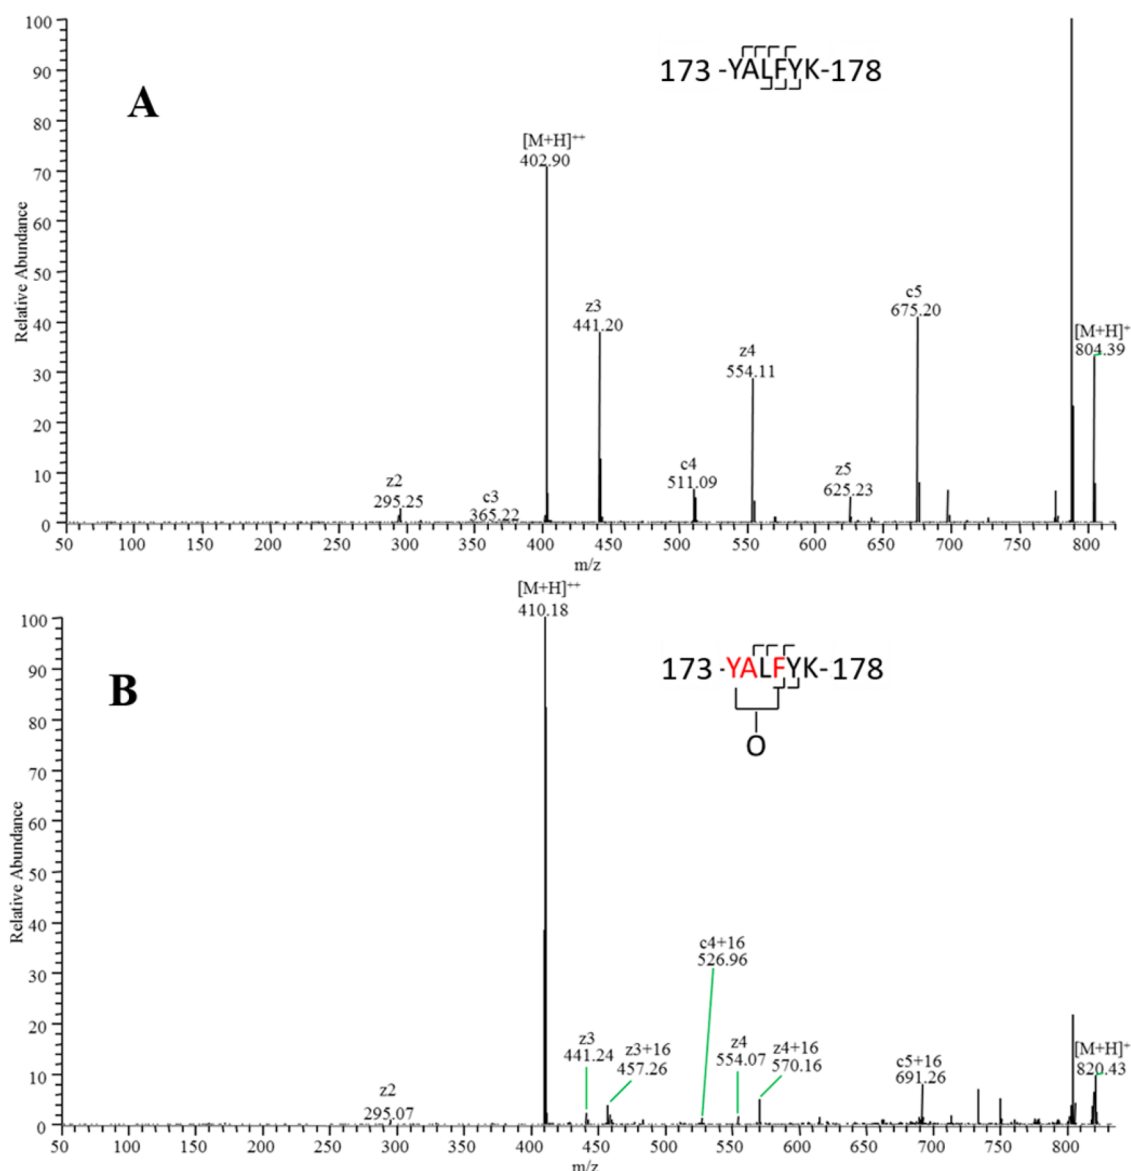 A
173 -YALFYK-178
[M+H]++
402.90
z3
441.20
z4
554.11
c5
675.20
[M+H]+
804.39
z2
295.25
c3
365.22
c4
511.09
z5
625.23
Relative Abundance
100
90
80
70
60
50
40
30
20
10
0
50 100 150 200 250 300 350 400 450 500 550 600 650 700 750 800
m/z
B
173 -YALFYK-178
O
[M+H]++
410.18
c4+16
526.96
z3
441.24
z3+16
457.26
z4
554.07
z4+16
570.16
c5+16
691.26
[M+H]+
820.43
z2
295.07
Relative Abundance
100
90
80
70
60
50
40
30
20
10
0
50 100 150 200 250 300 350 400 450 500 550 600 650 700 750 800
m/z